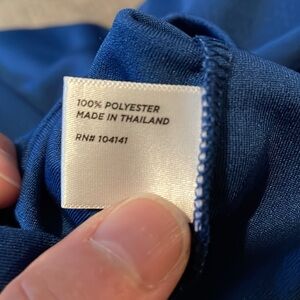 100% POLYESTER
MADE IN THAILAND
RN# 104141